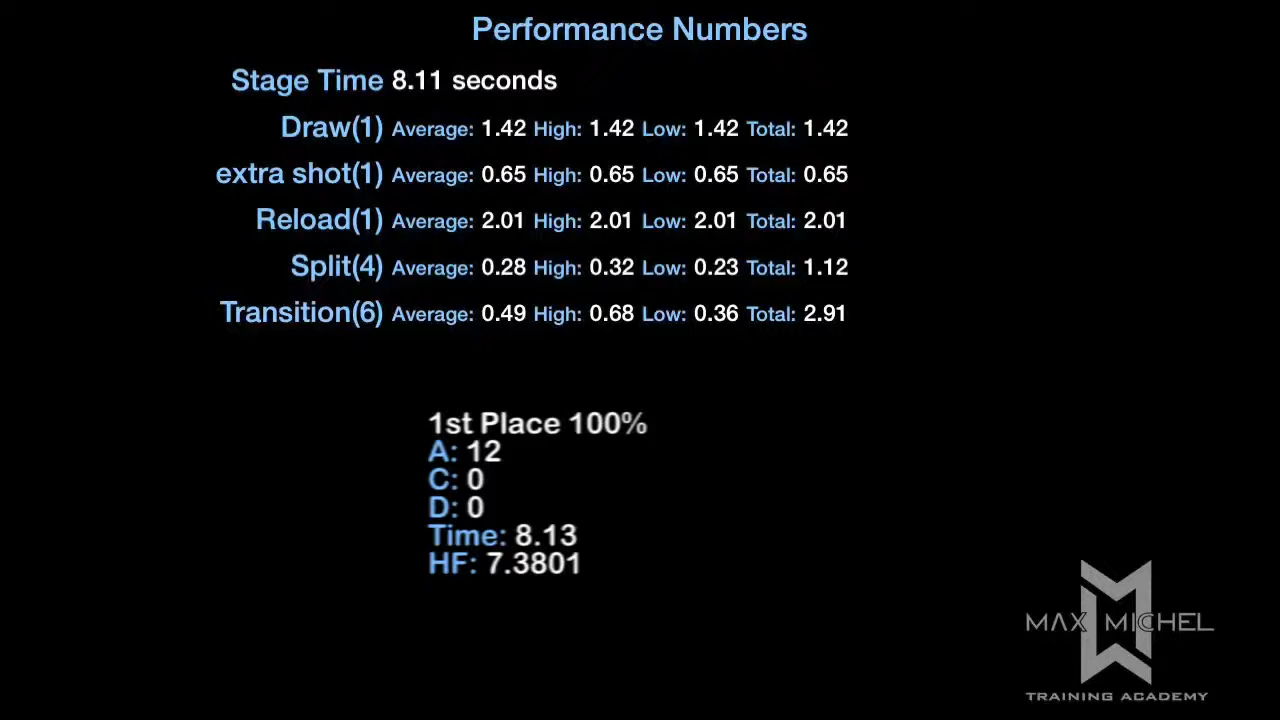 Performance Numbers
Stage Time 8.11 seconds
Draw(1) Average: 1.42 High: 1.42 Low: 1.42 Total: 1.42
extra shot(1) Average: 0.65 High: 0.65 Low: 0.65 Total: 0.65
Reload(1) Average: 2.01 High: 2.01 Low: 2.01 Total: 2.01
Split(4) Average: 0.28 High: 0.32 Low: 0.23 Total: 1.12
Transition(6) Average: 0.49 High: 0.68 Low: 0.36 Total: 2.91
1st Place 100%
A: 12
C: 0
D: 0
Time: 8.13
HF: 7.3801
MAX MICHEL
TRAINING ACADEMY